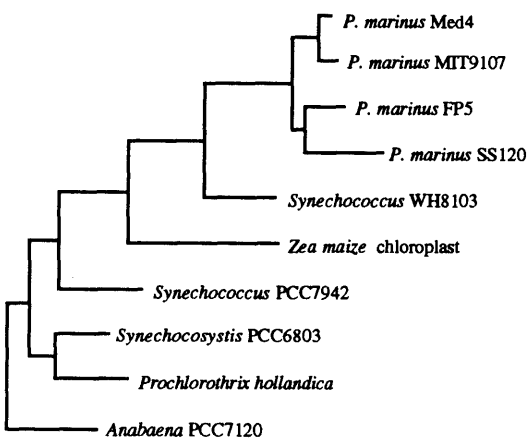 P. marinus Med4
P. marinus MIT9107
P. marinus FP5
P. marinus SS120
Synechococcus WH8103
Zea maize chloroplast
Synechococcus PCC7942
Synechocosystis PCC6803
Prochlorothrix hollandica
Anabaena PCC7120